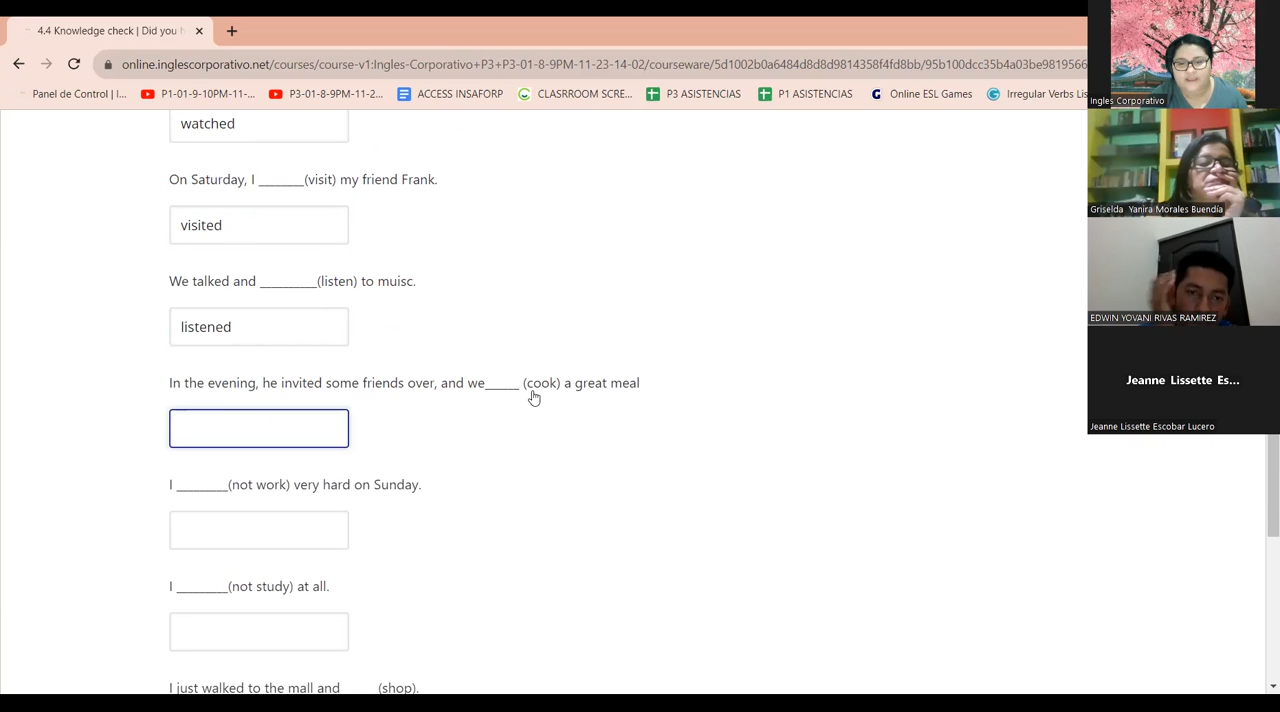 4.4 Knowledge check | Did you h
online.inglescorporativo.net/courses/course-v1:Ingles-Corporativo+P3+P3-01-8-9PM-11-23-14-02/courseware/5d1002b0a6484d8d8d9814358f4fd8bb/95b100dcc35b4a03be9819566
Panel de Control | I...
P1-01-9-10PM-11-...
P3-01-8-9PM-11-2...
ACCESS INSAFORP
CLASRROOM SCRE...
P3 ASISTENCIAS
P1 ASISTENCIAS
Online ESL Games
Irregular Verbs Lis
watched
On Saturday, I ________(visit) my friend Frank.
visited
We talked and __________(listen) to muisc.
listened
In the evening, he invited some friends over, and we______ (cook) a great meal
I _________(not work) very hard on Sunday.
I _________(not study) at all.
I just walked to the mall and _____ (shop).
Ingles Corporativo
Griselda Yanira Morales Buendía
EDWIN YOVANI RIVAS RAMIREZ
Jeanne Lissette Es...
Jeanne Lissette Escobar Lucero